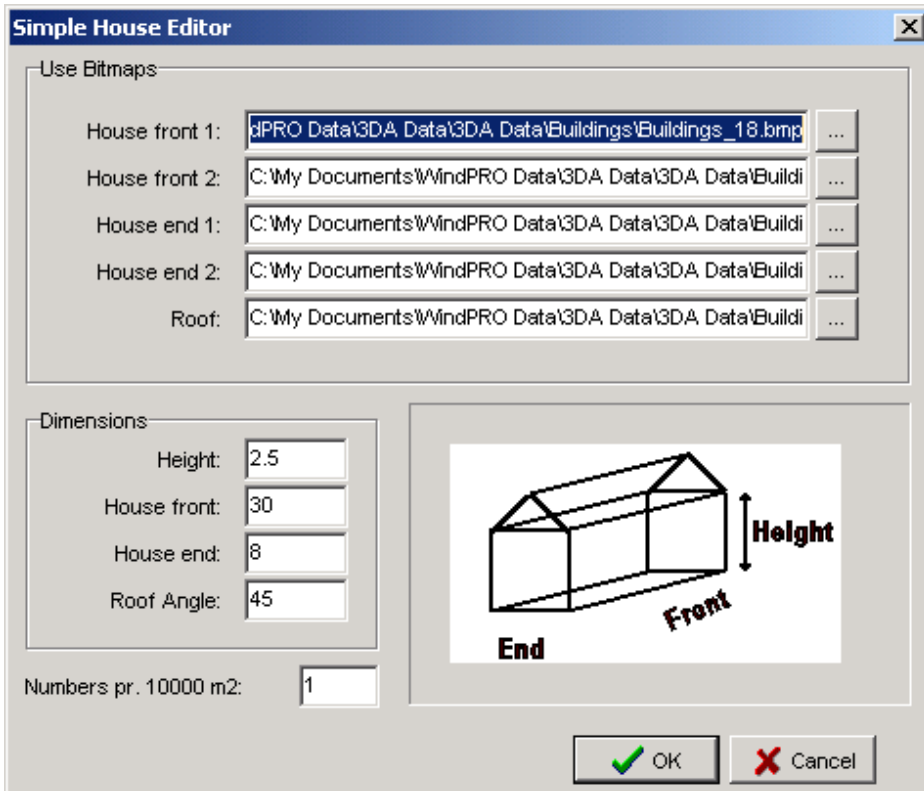 Simple House Editor
Use Bitmaps
House front 1: dPRO Data\3DA Data\3DA Data\Buildings\Buildings_18.bmp ...
House front 2: C:\My Documents\WindPRO Data\3DA Data\3DA Data\Buildi ...
House end 1: C:\My Documents\WindPRO Data\3DA Data\3DA Data\Buildi ...
House end 2: C:\My Documents\WindPRO Data\3DA Data\3DA Data\Buildi ...
Roof: C:\My Documents\WindPRO Data\3DA Data\3DA Data\Buildi ...
Dimensions
Height: 2.5
House front: 30
House end: 8
Roof Angle: 45
Numbers pr. 10000 m2: 1
Height
Front
End
OK Cancel